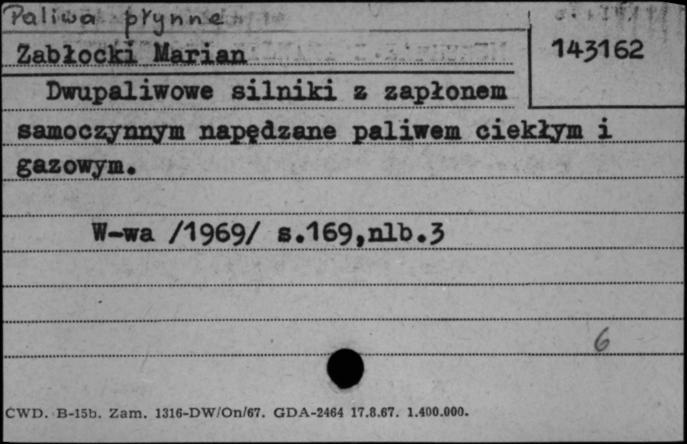 Paliwa płynne
Zabłocki Marian
143162
Dwupaliwowe silniki z zapłonem
samoczynnym napędzane paliwem ciekłym i
gazowym.
W-wa /1969/ s.169,nlb.3
6
CWD. B-15b. Zam. 1316-DW/On/67. GDA-2464 17.8.67. 1.400.000.